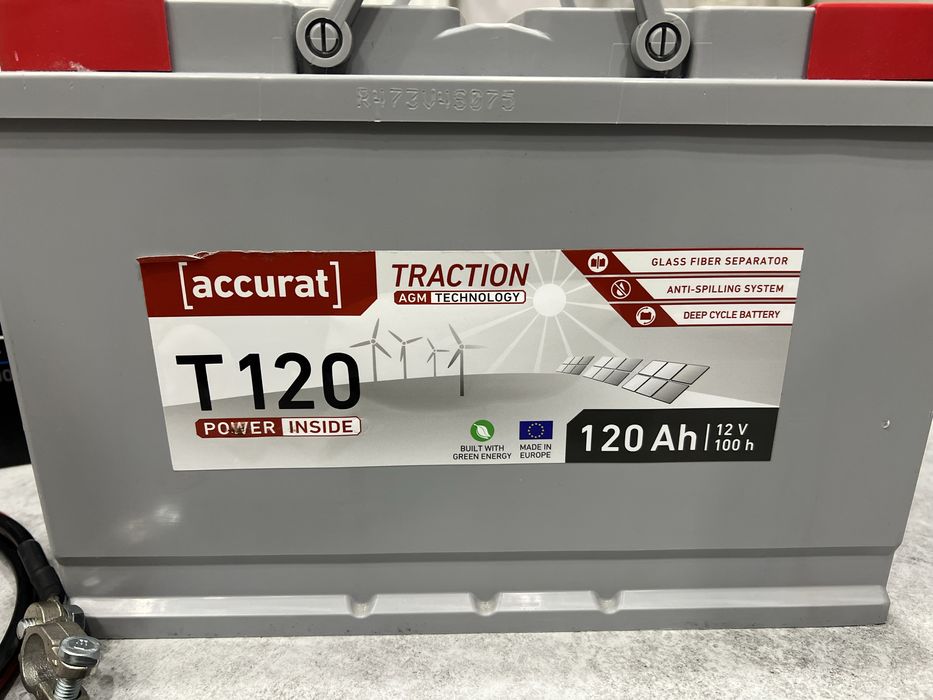 R473V46075
[accurat]
TRACTION
AGM TECHNOLOGY
GLASS FIBER SEPARATOR
ANTI-SPILLING SYSTEM
DEEP CYCLE BATTERY
T120
POWER INSIDE
BUILT WITH
GREEN ENERGY
MADE IN
EUROPE
120 Ah
12 V
100 h